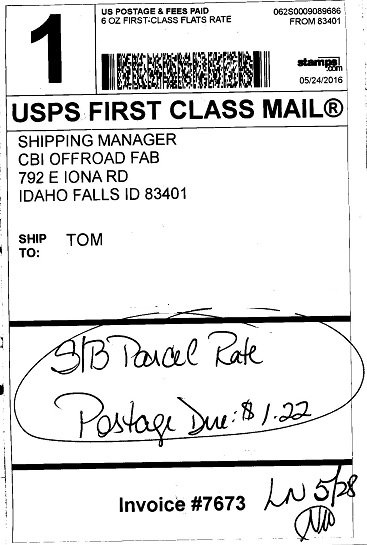 1
US POSTAGE & FEES PAID
6 OZ FIRST-CLASS FLATS RATE
062S0009089686
FROM 83401
stamps.com
05/24/2016
USPS FIRST CLASS MAIL®
SHIPPING MANAGER
CBI OFFROAD FAB
792 E IONA RD
IDAHO FALLS ID 83401
SHIP TO: TOM
S/B Parcel Rate
Postage Due: $1.22
Invoice #7673
LN 5/28